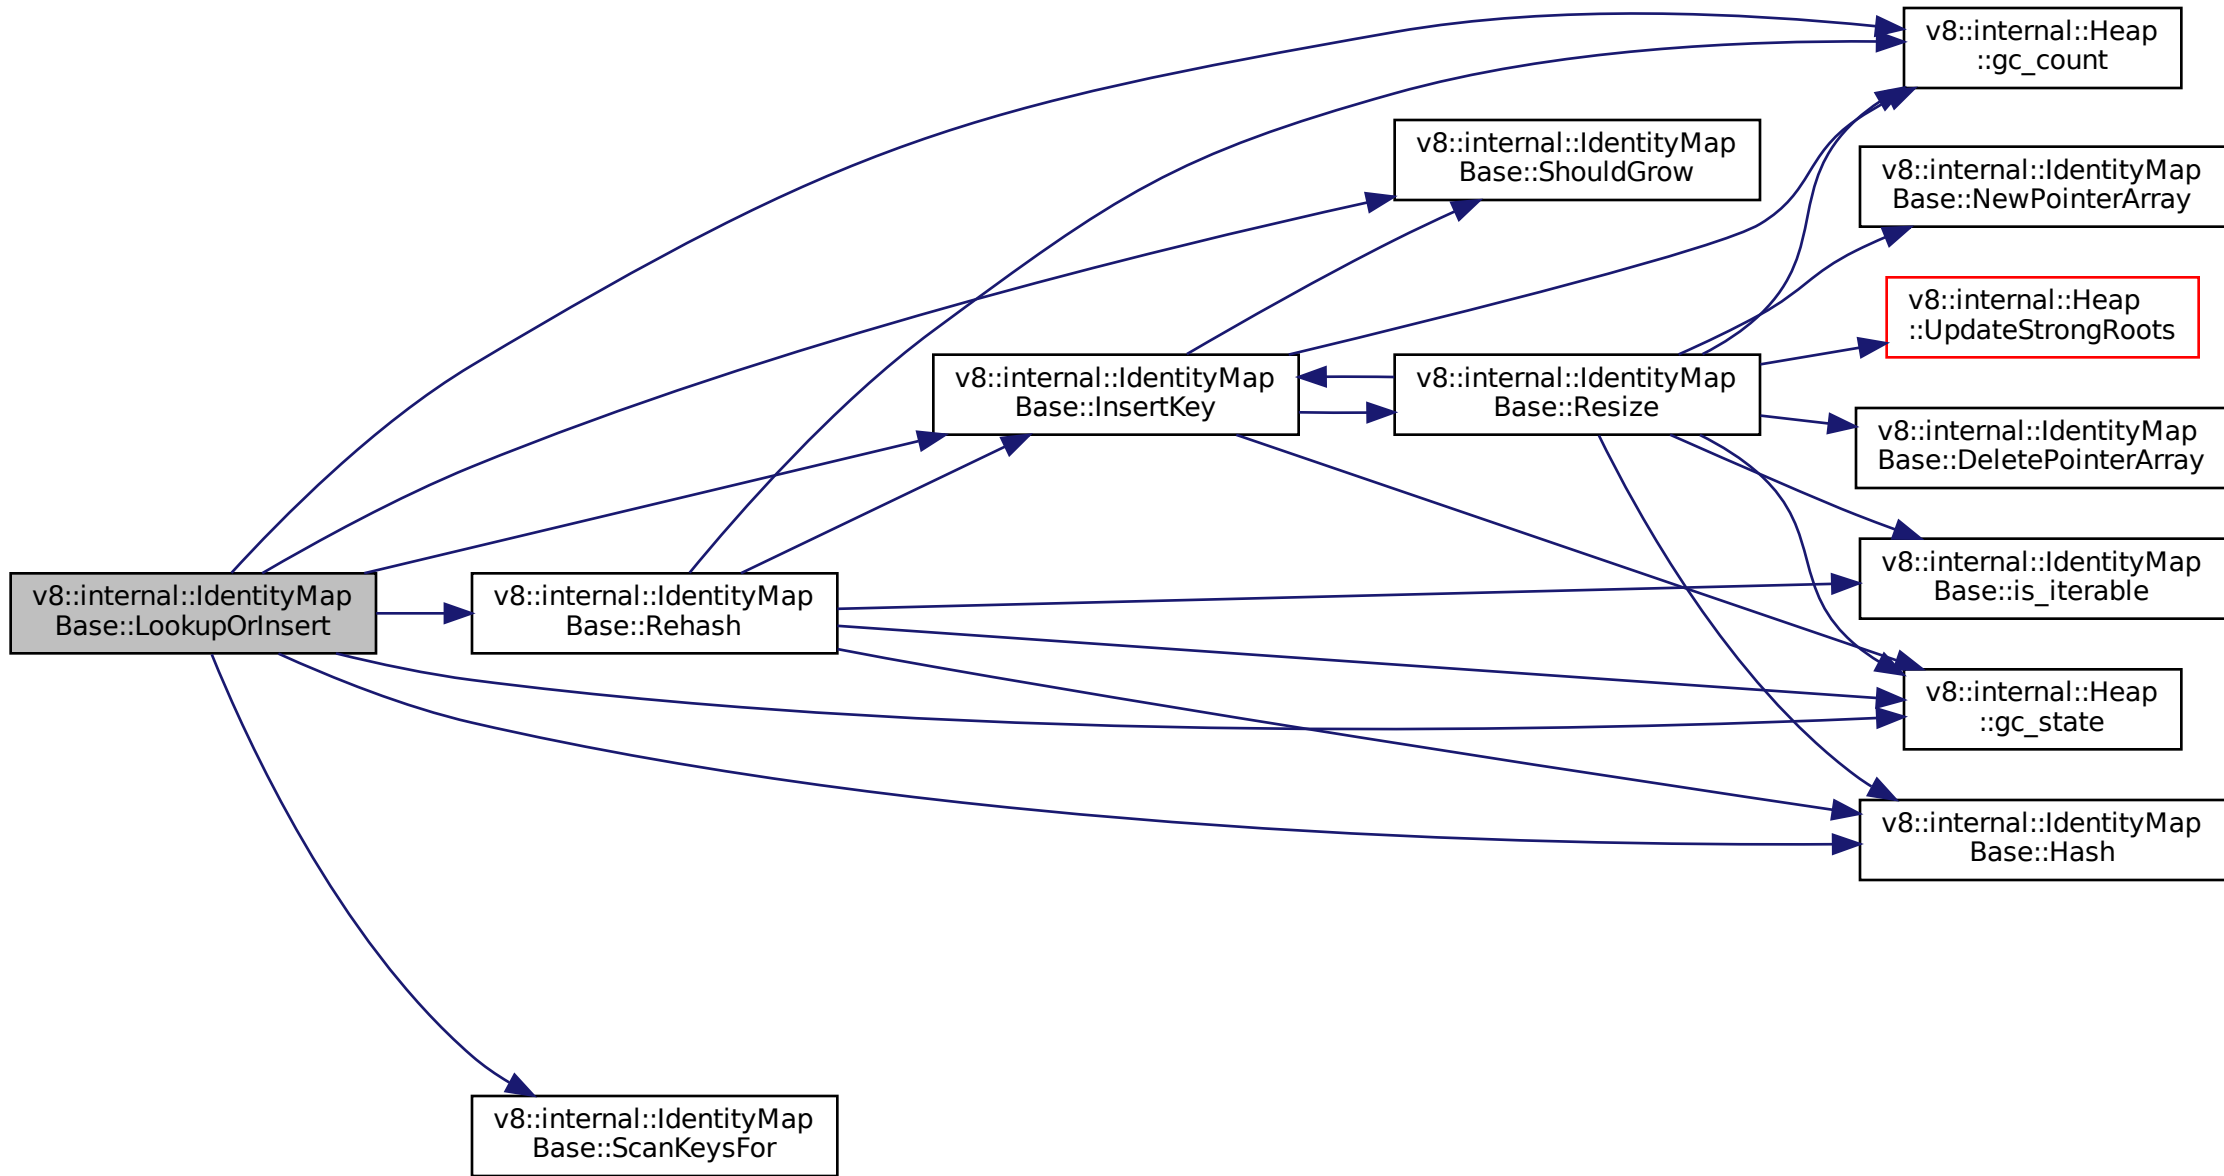 v8::internal::Heap
::gc_count
v8::internal::IdentityMap
Base::ShouldGrow
v8::internal::IdentityMap
Base::NewPointerArray
v8::internal::Heap
::UpdateStrongRoots
v8::internal::IdentityMap
Base::InsertKey
v8::internal::IdentityMap
Base::Resize
v8::internal::IdentityMap
Base::DeletePointerArray
v8::internal::IdentityMap
Base::LookupOrInsert
v8::internal::IdentityMap
Base::Rehash
v8::internal::IdentityMap
Base::is_iterable
v8::internal::Heap
::gc_state
v8::internal::IdentityMap
Base::Hash
v8::internal::IdentityMap
Base::ScanKeysFor